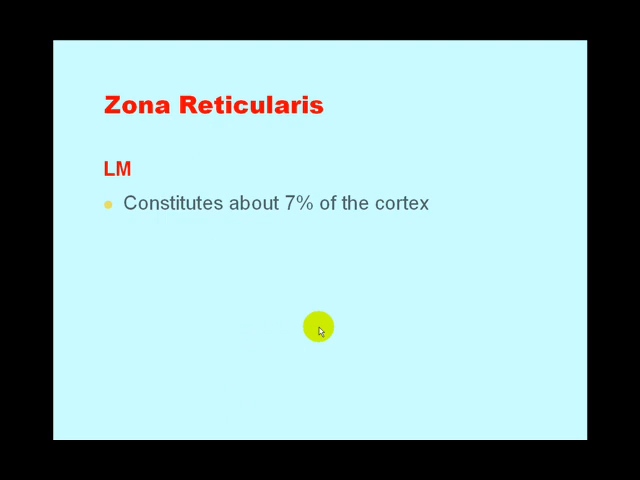 Zona Reticularis
LM
Constitutes about 7% of the cortex